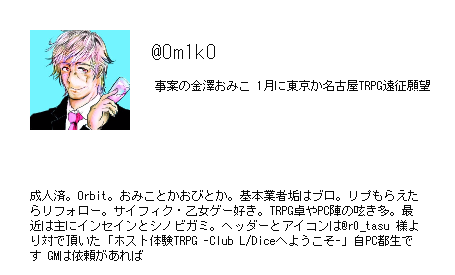 @0m1k0
事案の金澤おみこ 1月に東京か名古屋TRPG遠征願望
成人済。Orbit。おみことかおびとか。基本業者垢はブロ。リプもらえた
らリフォロー。サイフィク・乙女ゲー好き。TRPG卓やPC陣の呟き多。最
近は主にインセインとシノビガミ。ヘッダーとアイコンは@r0_tasu 様よ
り対で頂いた「ホスト体験TRPG -Club L/Diceへようこそ-」自PC都生で
す GMは依頼があれば